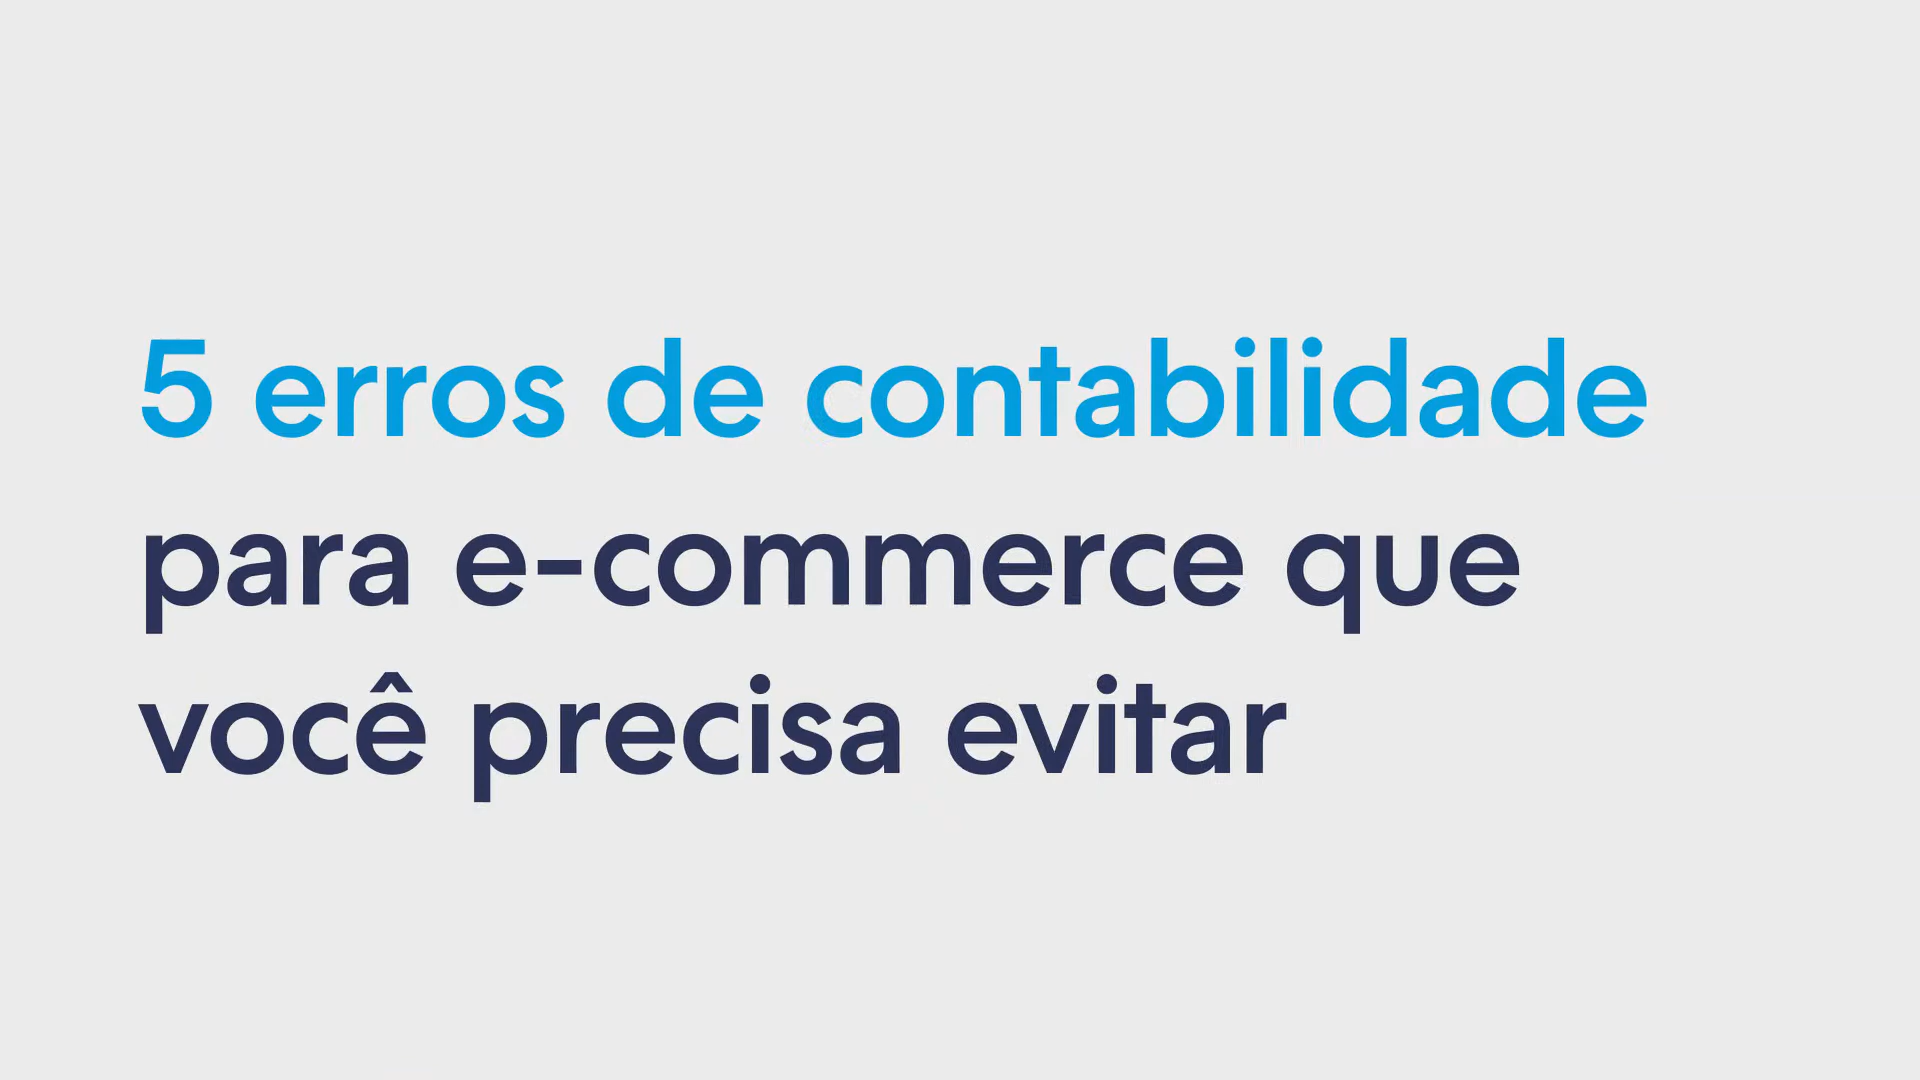 5 erros de contabilidade
para e-commerce que
você precisa evitar